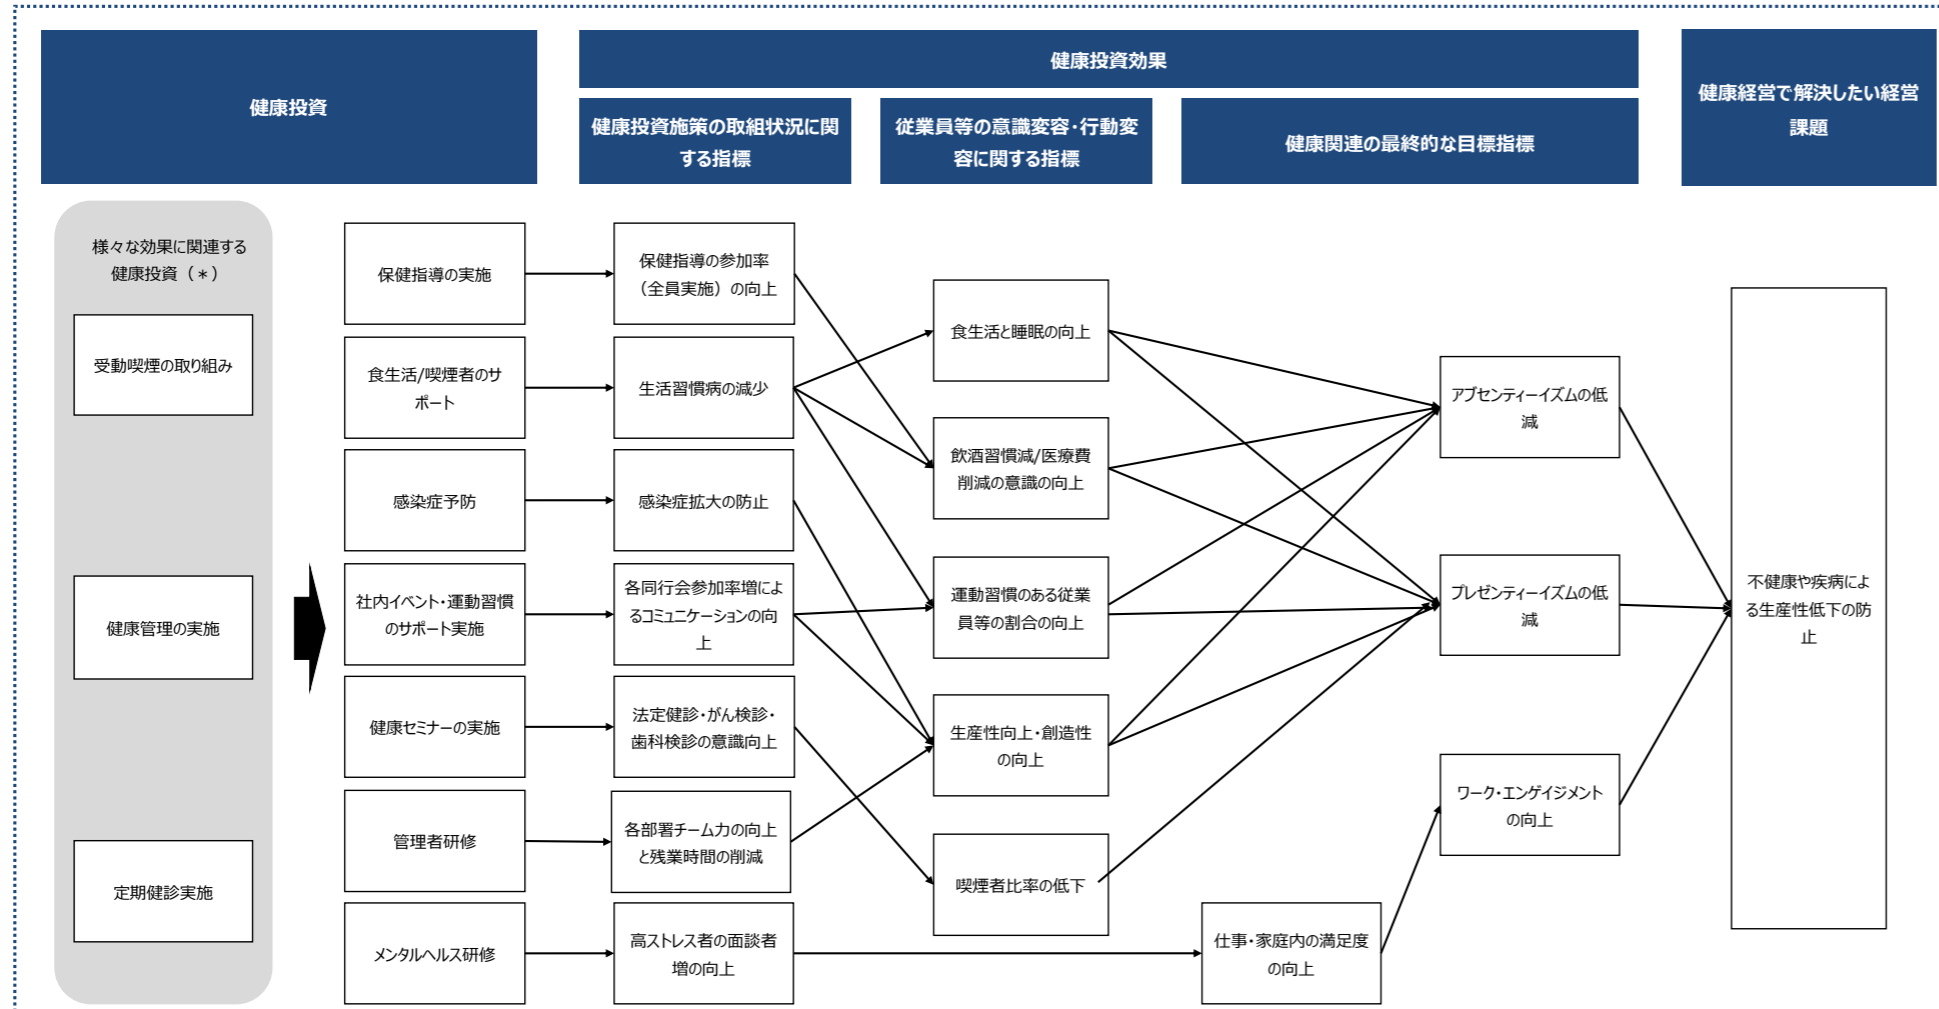 健康投資
健康投資効果
健康経営で解決したい経営
課題
健康投資施策の取組状況に関
する指標
従業員等の意識変容・行動変
容に関する指標
健康関連の最終的な目標指標
様々な効果に関連する
健康投資（＊）
受動喫煙の取り組み
健康管理の実施
定期健診実施
保健指導の実施
食生活/喫煙者のサ
ポート
感染症予防
社内イベント・運動習慣
のサポート実施
健康セミナーの実施
管理者研修
メンタルヘルス研修
保健指導の参加率
（全員実施）の向上
生活習慣病の減少
感染症拡大の防止
各同行会参加率増によ
るコミュニケーションの向
上
法定健診・がん検診・
歯科検診の意識向上
各部署チーム力の向上
と残業時間の削減
高ストレス者の面談者
増の向上
食生活と睡眠の向上
飲酒習慣減/医療費
削減の意識の向上
運動習慣のある従業
員等の割合の向上
生産性向上・創造性
の向上
喫煙者比率の低下
仕事・家庭内の満足度
の向上
アブセンティーイズムの低
減
プレゼンティーイズムの低
減
ワーク・エンゲイジメント
の向上
不健康や疾病によ
る生産性低下の防
止